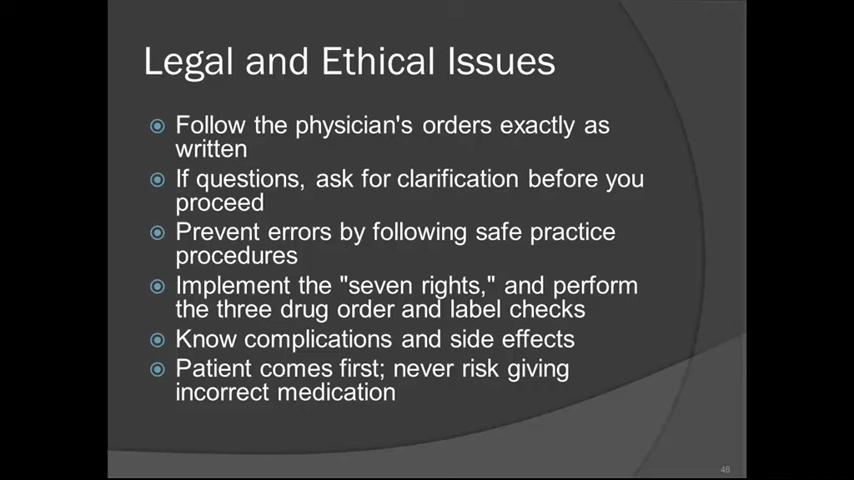 Legal and Ethical Issues
Follow the physician's orders exactly as
written
If questions, ask for clarification before you
proceed
Prevent errors by following safe practice
procedures
Implement the "seven rights," and perform
the three drug order and label checks
Know complications and side effects
Patient comes first; never risk giving
incorrect medication
48